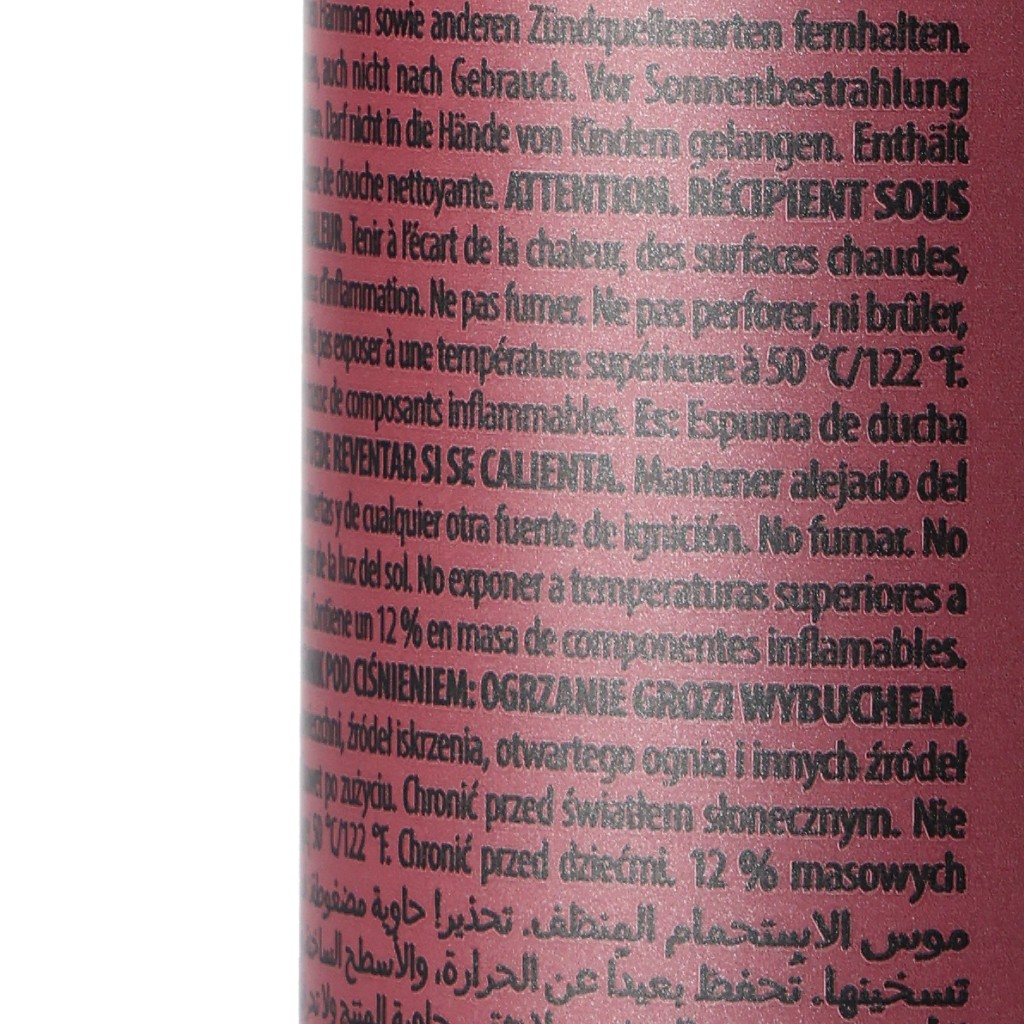 sowie anderen Zündquellenarten fernhalten.
auch nicht nach Gebrauch. Vor Sonnenbestrahlung
Darf nicht in die Hände von Kindern gelangen. Enthält
de douche nettoyante. ATTENTION. RÉCIPIENT SOUS
Tenir à l'écart de la chaleur, des surfaces chaudes,
d'inflammation. Ne pas fumer. Ne pas perforer, ni brûler,
Ne pas exposer à une température supérieure à 50 °C/122 °F.
de composants inflammables. Es: Espuma de ducha
REVENTAR SI SE CALIENTA. Mantener alejado del
y de cualquier otra fuente de ignición. No fumar. No
de la luz del sol. No exponer a temperaturas superiores a
Contiene un 12 % en masa de componentes inflamables.
POD CIŚNIENIEM: OGRZANIE GROZI WYBUCHEM.
źródeł iskrzenia, otwartego ognia i innych źródeł
po zużyciu. Chronić przed światłem słonecznym. Nie
50 °C/122 °F. Chronić przed dziećmi. 12 % masowych
موس الاستحمام المنظف. تحذير! حاوية مضغوطة
تسخينها. تحفظ بعيداً عن الحرارة، والأسطح